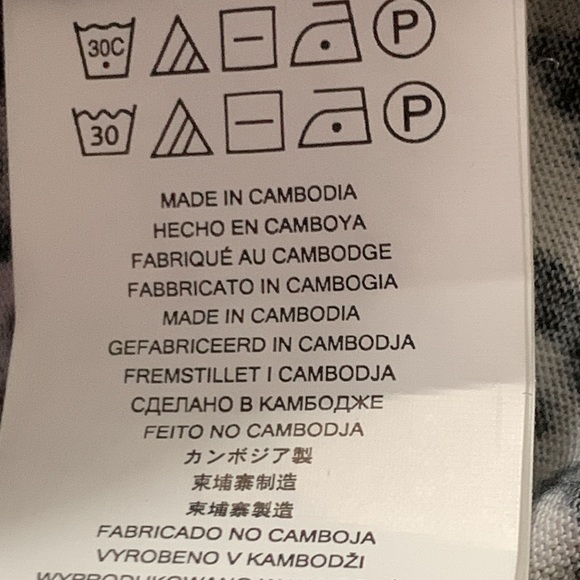 30C P
30 P
MADE IN CAMBODIA
HECHO EN CAMBOYA
FABRIQUÉ AU CAMBODGE
FABBRICATO IN CAMBOGIA
MADE IN CAMBODIA
GEFABRICEERD IN CAMBODJA
FREMSTILLET I CAMBODJA
СДЕЛАНО В КАМБОДЖЕ
FEITO NO CAMBODJA
カンボジア製
柬埔寨制造
柬埔寨製造
FABRICADO NO CAMBOJA
VYROBENO V KAMBODŽI